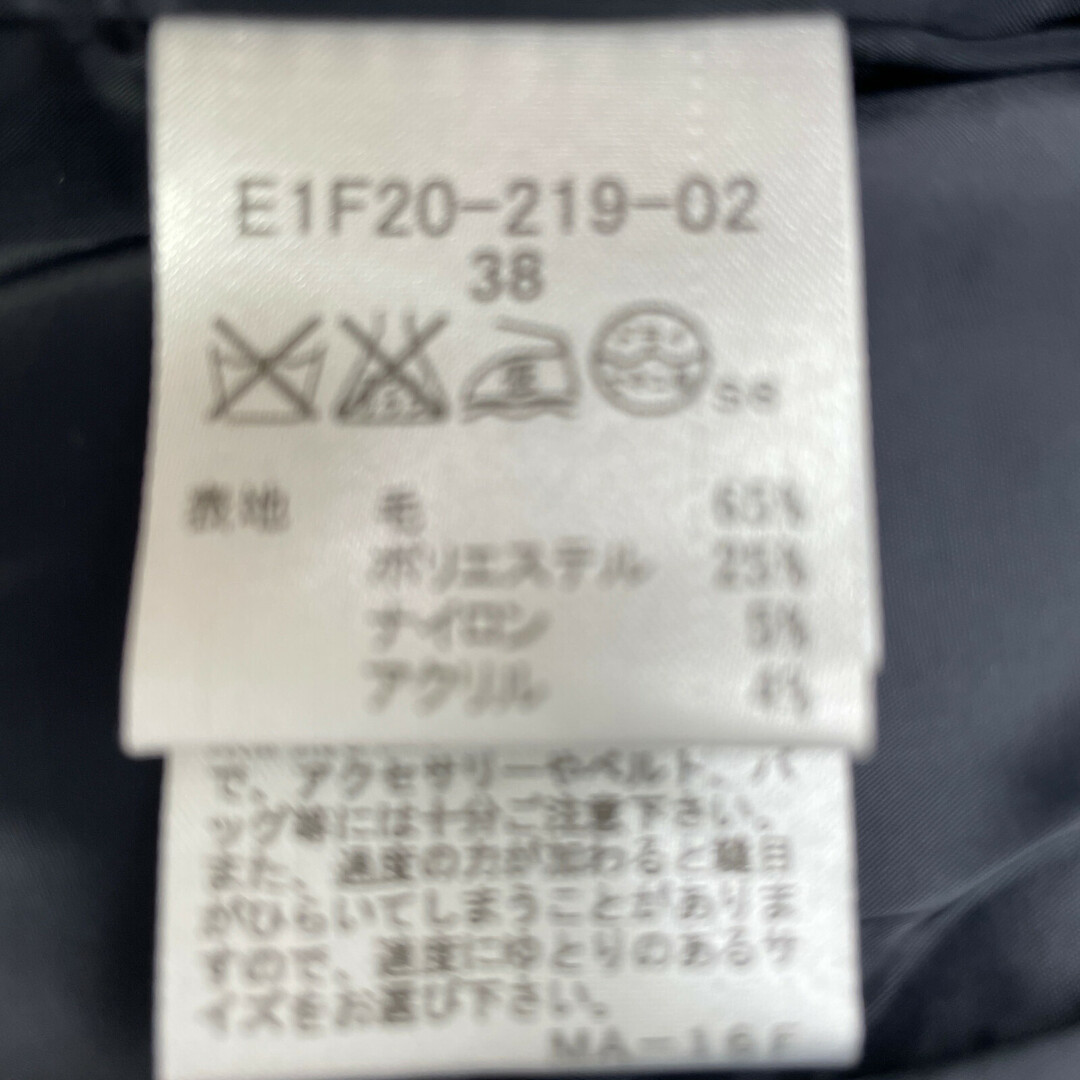 E1F20-219-02
38
表地 毛 65%
ポリエステル 25%
ナイロン 5%
アクリル 4%
で、アクセサリーやベルト、バ
ッグ等には十分ご注意下さい。
また、過度の力が加わると縫目
がひらいてしまうことがありま
すので、適度にゆとりのあるサ
イズをお選び下さい。